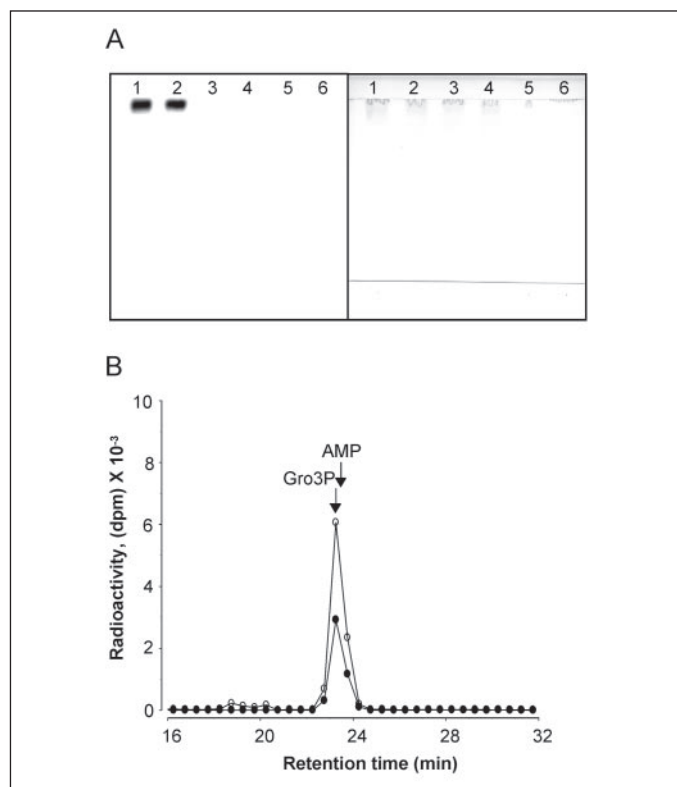 A
1 2 3 4 5 6 1 2 3 4 5 6
B
10
AMP
8
Gro3P
6
4
2
0
Radioactivity, (dpm) X 10⁻³
16 20 24 28 32
Retention time (min)